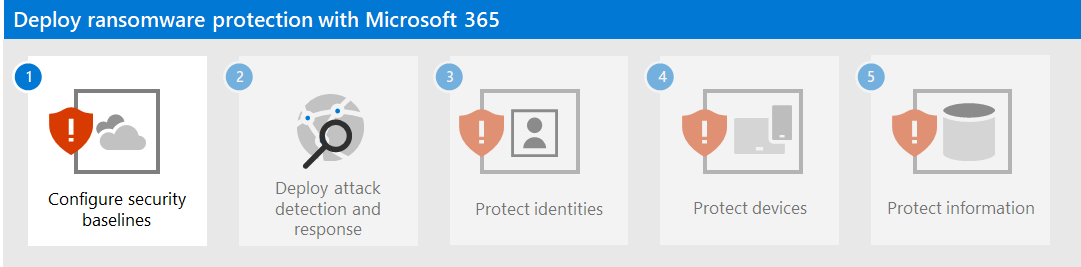 Deploy ransomware protection with Microsoft 365
1
Configure security
baselines
2
Deploy attack
detection and
response
3
Protect identities
4
Protect devices
5
Protect information